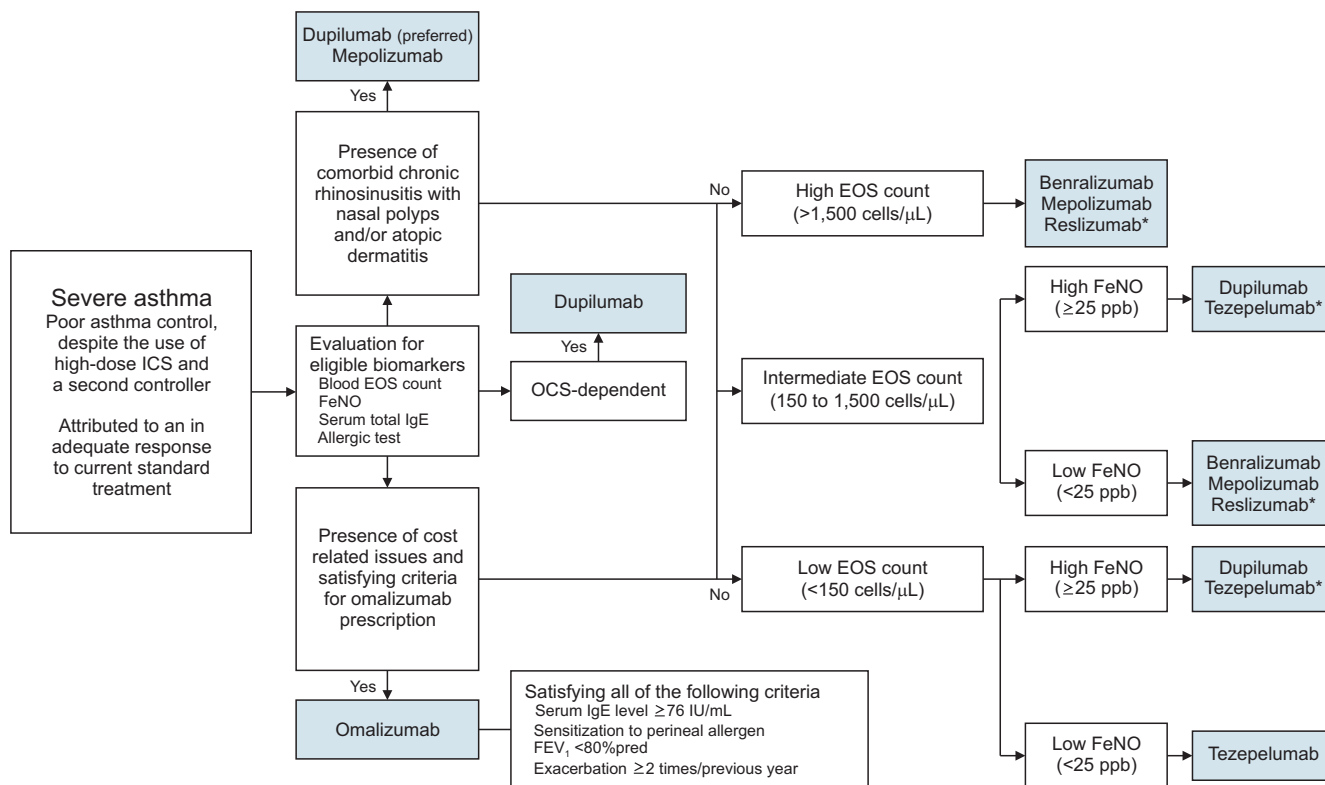 Dupilumab (preferred)
Mepolizumab
Yes
Presence of
comorbid chronic
rhinosinusitis with
nasal polyps
and/or atopic
dermatitis
No
High EOS count
(>1,500 cells/μL)
Benralizumab
Mepolizumab
Reslizumab*
Severe asthma
Poor asthma control,
despite the use of
high-dose ICS and
a second controller
Attributed to an in
adequate response
to current standard
treatment
Evaluation for
eligible biomarkers
Blood EOS count
FeNO
Serum total IgE
Allergic test
Dupilumab
Yes
OCS-dependent
Intermediate EOS count
(150 to 1,500 cells/μL)
High FeNO
(≥25 ppb)
Dupilumab
Tezepelumab*
Low FeNO
(<25 ppb)
Benralizumab
Mepolizumab
Reslizumab*
Presence of cost
related issues and
satisfying criteria
for omalizumab
prescription
No
Low EOS count
(<150 cells/μL)
High FeNO
(≥25 ppb)
Dupilumab
Tezepelumab*
Yes
Omalizumab
Satisfying all of the following criteria
Serum IgE level ≥76 IU/mL
Sensitization to perineal allergen
FEV₁ <80%pred
Exacerbation ≥2 times/previous year
Low FeNO
(<25 ppb)
Tezepelumab